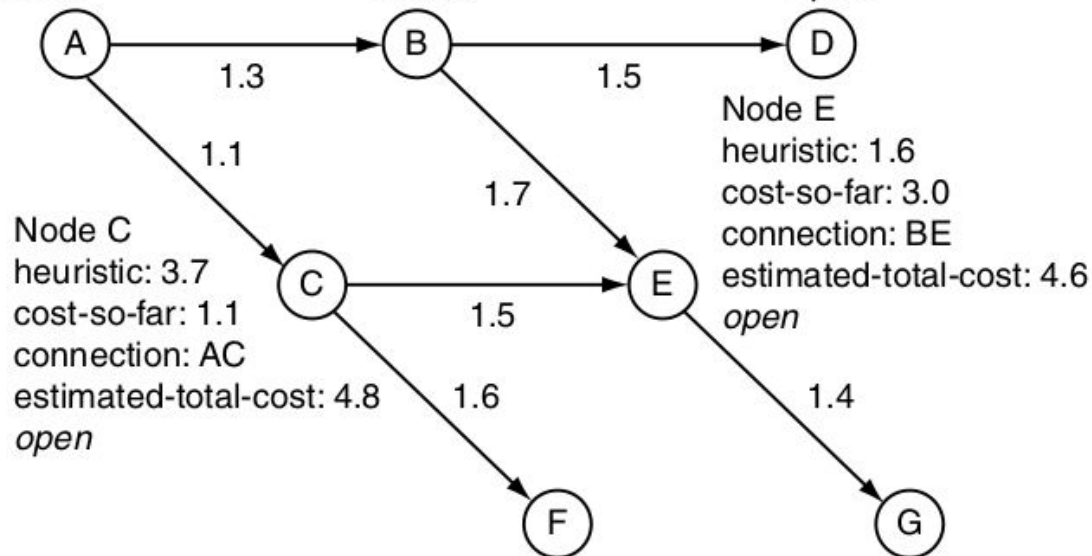 A
B
D
1.3
1.5
Node E
heuristic: 1.6
cost-so-far: 3.0
connection: BE
estimated-total-cost: 4.6
open
1.1
1.7
Node C
heuristic: 3.7
cost-so-far: 1.1
connection: AC
estimated-total-cost: 4.8
open
C
E
1.5
1.6
1.4
F
G